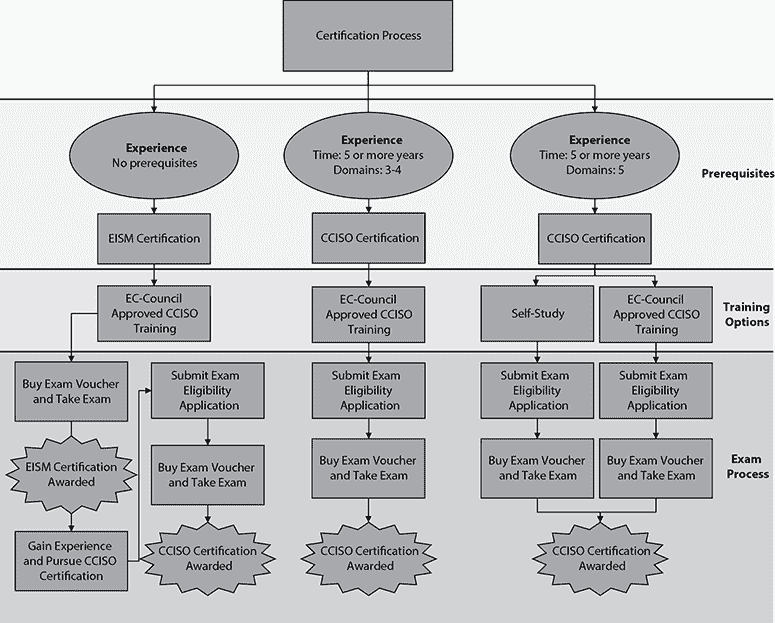 Certification Process
Experience
No prerequisites
Experience
Time: 5 or more years
Domains: 3-4
Experience
Time: 5 or more years
Domains: 5
Prerequisites
EISM Certification
CCISO Certification
CCISO Certification
EC-Council
Approved CCISO
Training
EC-Council
Approved CCISO
Training
Self-Study
EC-Council
Approved CCISO
Training
Training
Options
Buy Exam Voucher
and Take Exam
Submit Exam
Eligibility
Application
Submit Exam
Eligibility
Application
Submit Exam
Eligibility
Application
Submit Exam
Eligibility
Application
EISM Certification
Awarded
Buy Exam Voucher
and Take Exam
Buy Exam Voucher
and Take Exam
Buy Exam Voucher
and Take Exam
Buy Exam Voucher
and Take Exam
Exam
Process
Gain Experience
and Pursue CCISO
Certification
CCISO Certification
Awarded
CCISO Certification
Awarded
CCISO Certification
Awarded